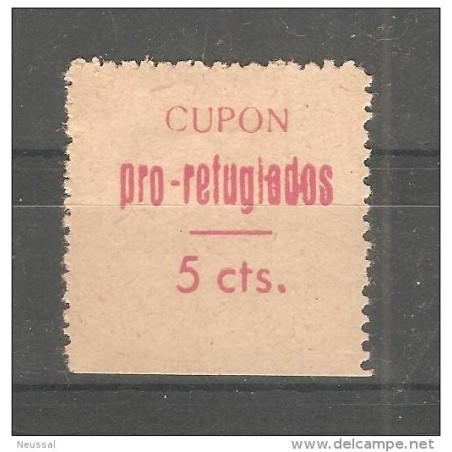 CUPON
pro-refugiados
5 cts.
Neussal
www.delcampe.net